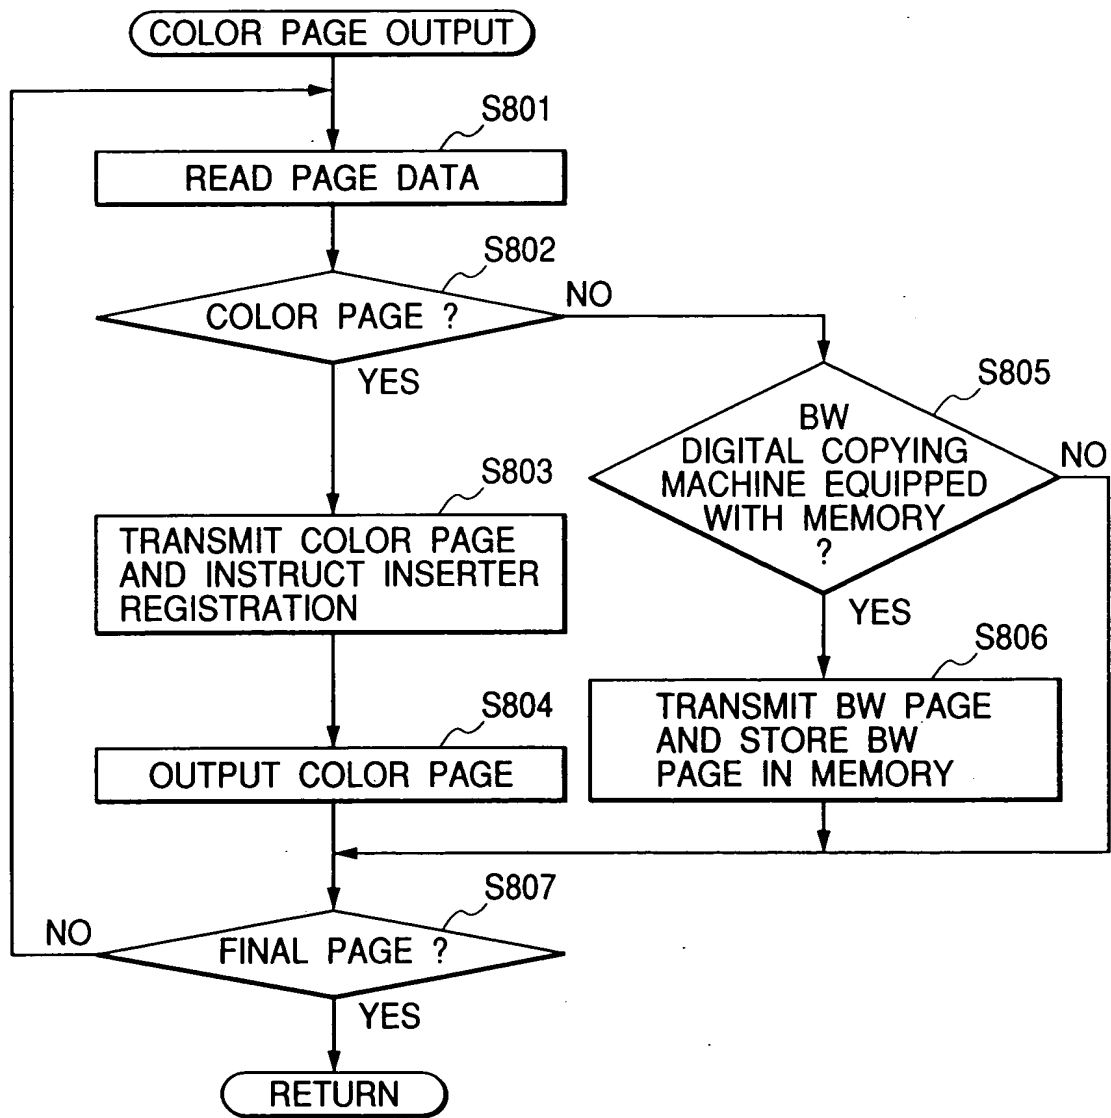 COLOR PAGE OUTPUT
S801
READ PAGE DATA
S802
COLOR PAGE ?
NO
YES
S805
BW
DIGITAL COPYING
MACHINE EQUIPPED
WITH MEMORY
?
NO
YES
S803
TRANSMIT COLOR PAGE
AND INSTRUCT INSERTER
REGISTRATION
S806
TRANSMIT BW PAGE
AND STORE BW
PAGE IN MEMORY
S804
OUTPUT COLOR PAGE
S807
FINAL PAGE ?
NO
YES
RETURN